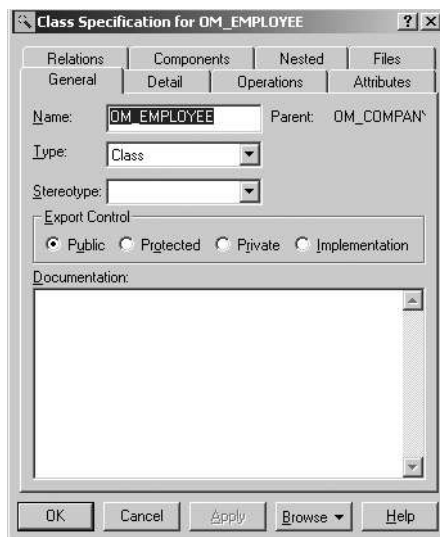 Class Specification for OM_EMPLOYEE
Relations Components Nested Files
General Detail Operations Attributes
Name: OM_EMPLOYEE Parent: OM_COMPANY
Type: Class
Stereotype:
Export Control
Public Protected Private Implementation
Documentation:
OK Cancel Apply Browse Help